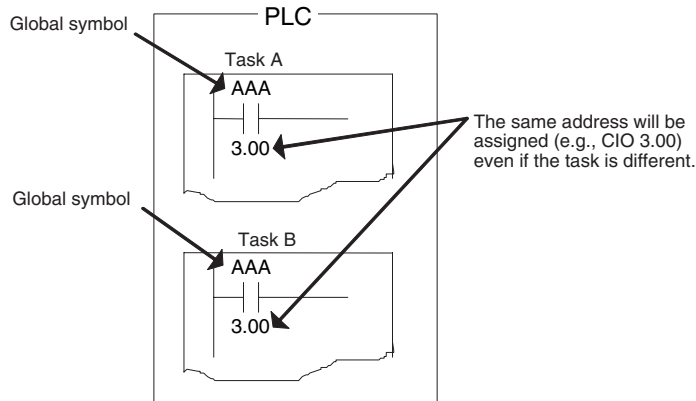 PLC
Global symbol
Task A
AAA
3.00
The same address will be
assigned (e.g., CIO 3.00)
even if the task is different.
Global symbol
Task B
AAA
3.00